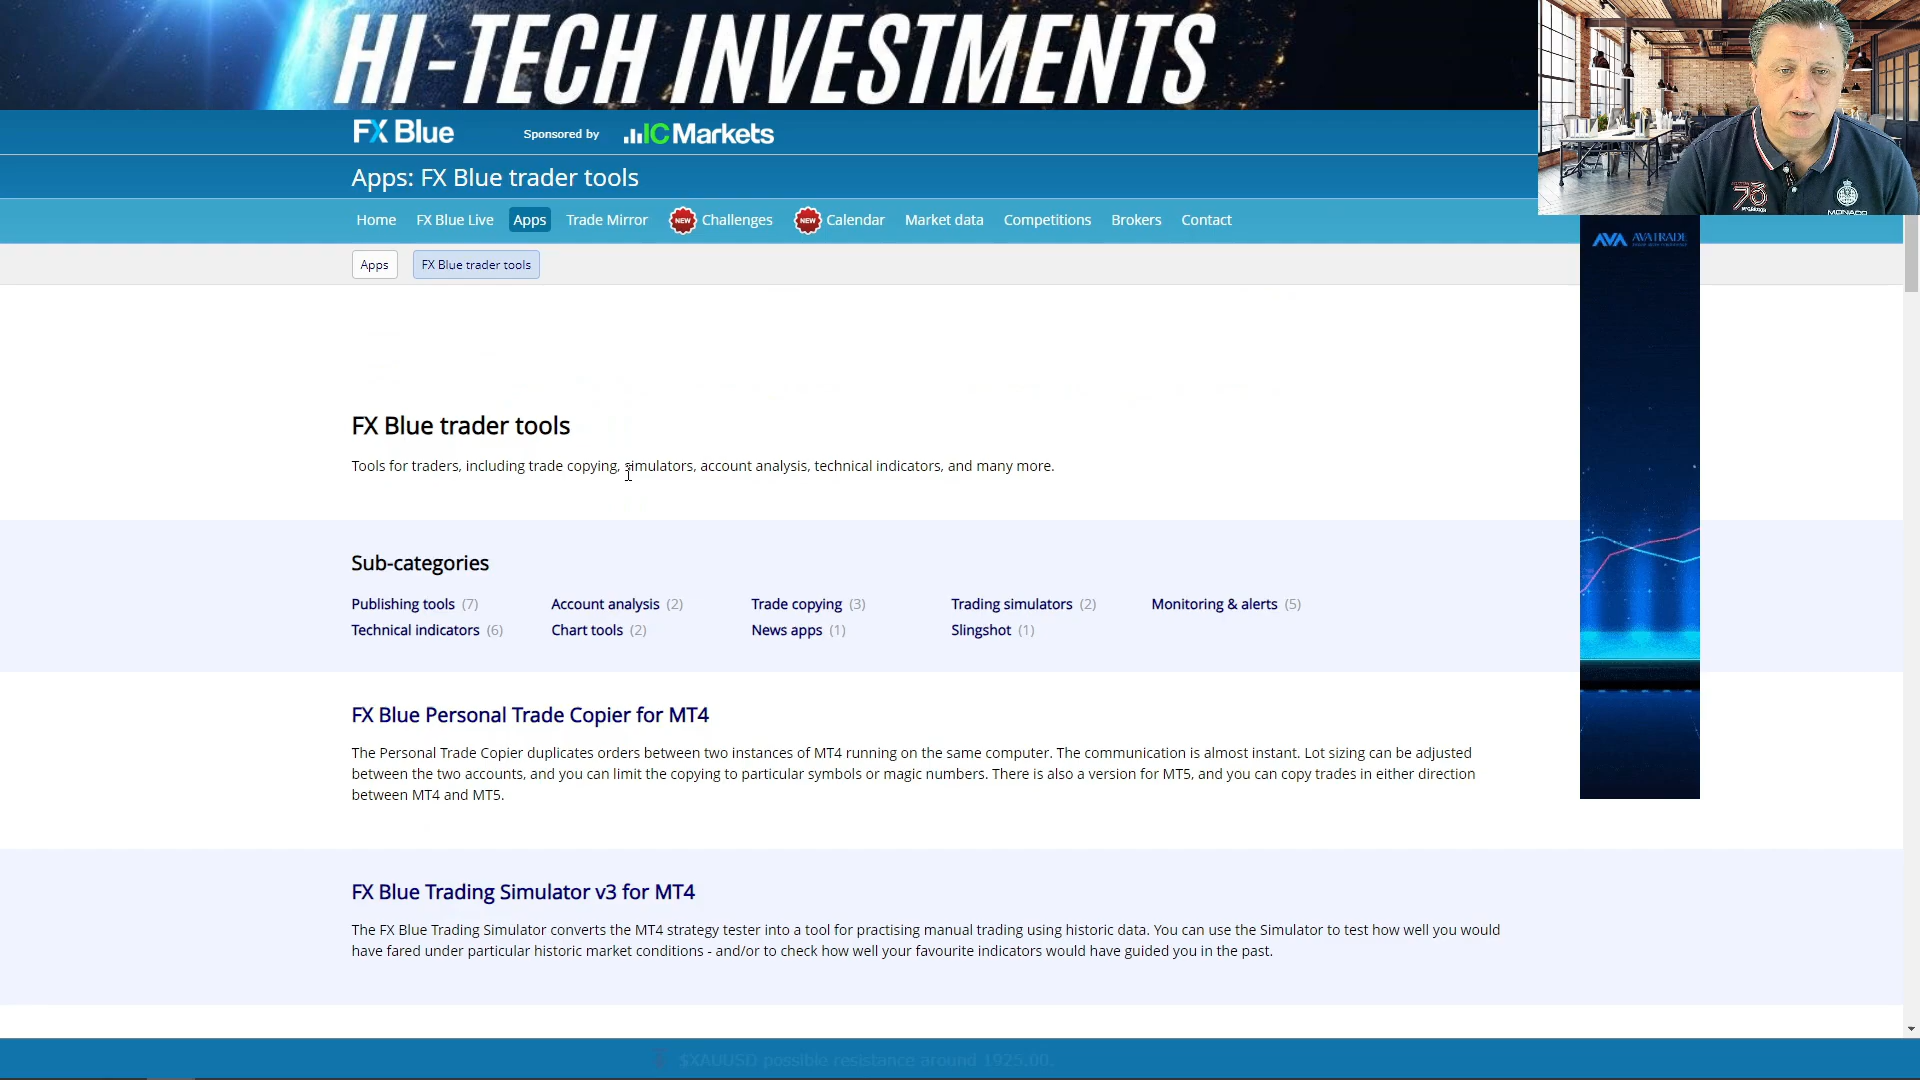 HI-TECH INVESTMENTS
FX Blue
Sponsored by
IC Markets
Apps: FX Blue trader tools
Home
FX Blue Live
Apps
Trade Mirror
NEW
Challenges
NEW
Calendar
Market data
Competitions
Brokers
Contact
Apps
FX Blue trader tools
78
MONACO
AVA AVATRADE
FX Blue trader tools
Tools for traders, including trade copying, simulators, account analysis, technical indicators, and many more.
Sub-categories
Publishing tools (7)
Account analysis (2)
Trade copying (3)
Trading simulators (2)
Monitoring & alerts (5)
Technical indicators (6)
Chart tools (2)
News apps (1)
Slingshot (1)
FX Blue Personal Trade Copier for MT4
The Personal Trade Copier duplicates orders between two instances of MT4 running on the same computer. The communication is almost instant. Lot sizing can be adjusted
between the two accounts, and you can limit the copying to particular symbols or magic numbers. There is also a version for MT5, and you can copy trades in either direction
between MT4 and MT5.
FX Blue Trading Simulator v3 for MT4
The FX Blue Trading Simulator converts the MT4 strategy tester into a tool for practising manual trading using historic data. You can use the Simulator to test how well you would
have fared under particular historic market conditions - and/or to check how well your favourite indicators would have guided you in the past.
$XAUUSD possible resistance around 1925.00.